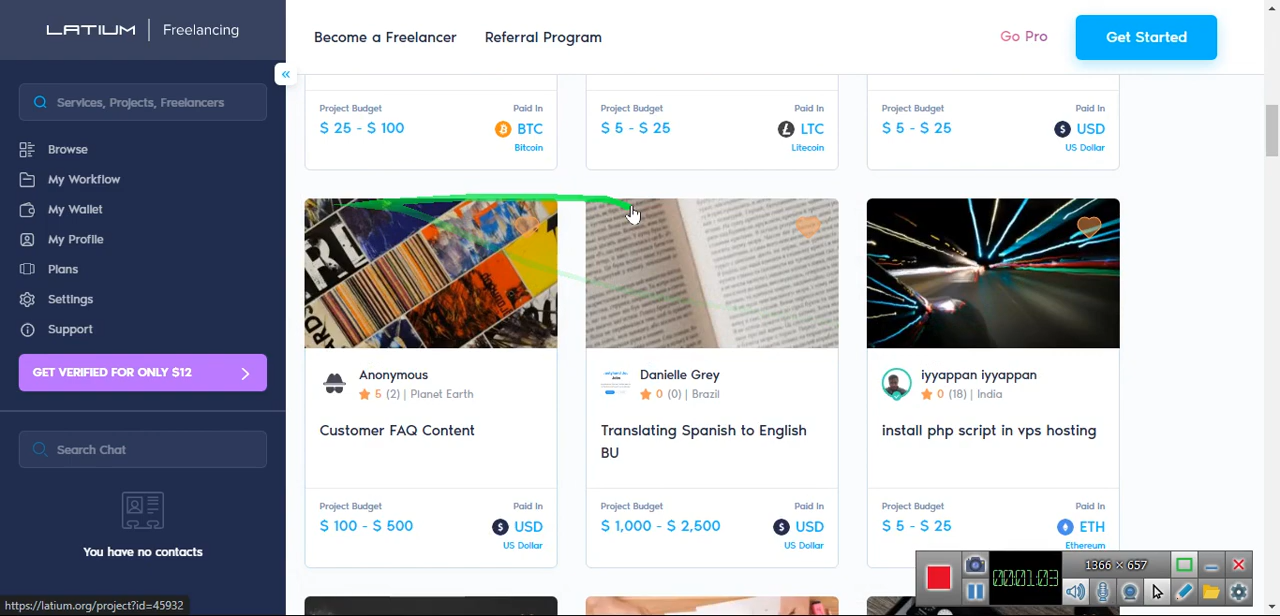 LATIUM | Freelancing
Services, Projects, Freelancers
Browse
My Workflow
My Wallet
My Profile
Plans
Settings
Support
GET VERIFIED FOR ONLY $12
Search Chat
You have no contacts
https://latium.org/project?id=45932
Become a Freelancer
Referral Program
Go Pro
Get Started
Project Budget
Paid In
$ 25 - $ 100
BTC
Bitcoin
Project Budget
Paid In
$ 5 - $ 25
LTC
Litecoin
Project Budget
Paid In
$ 5 - $ 25
USD
US Dollar
Anonymous
5 (2) | Planet Earth
Customer FAQ Content
Project Budget
Paid In
$ 100 - $ 500
USD
US Dollar
Danielle Grey
0 (0) | Brazil
Translating Spanish to English
BU
Project Budget
Paid In
$ 1,000 - $ 2,500
USD
US Dollar
iyyappan iyyappan
0 (18) | India
install php script in vps hosting
Project Budget
Paid In
$ 5 - $ 25
ETH
Ethereum
1366 × 657
00:01:03